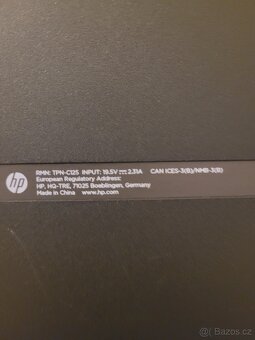 hp
RMN: TPN-C125 INPUT: 19.5V⎓2.31A CAN ICES-3(B)/NMB-3(B)
European Regulatory Address:
HP, HQ-TRE, 71025 Boeblingen, Germany
www.hp.com
Made in China
Sbazos.cz